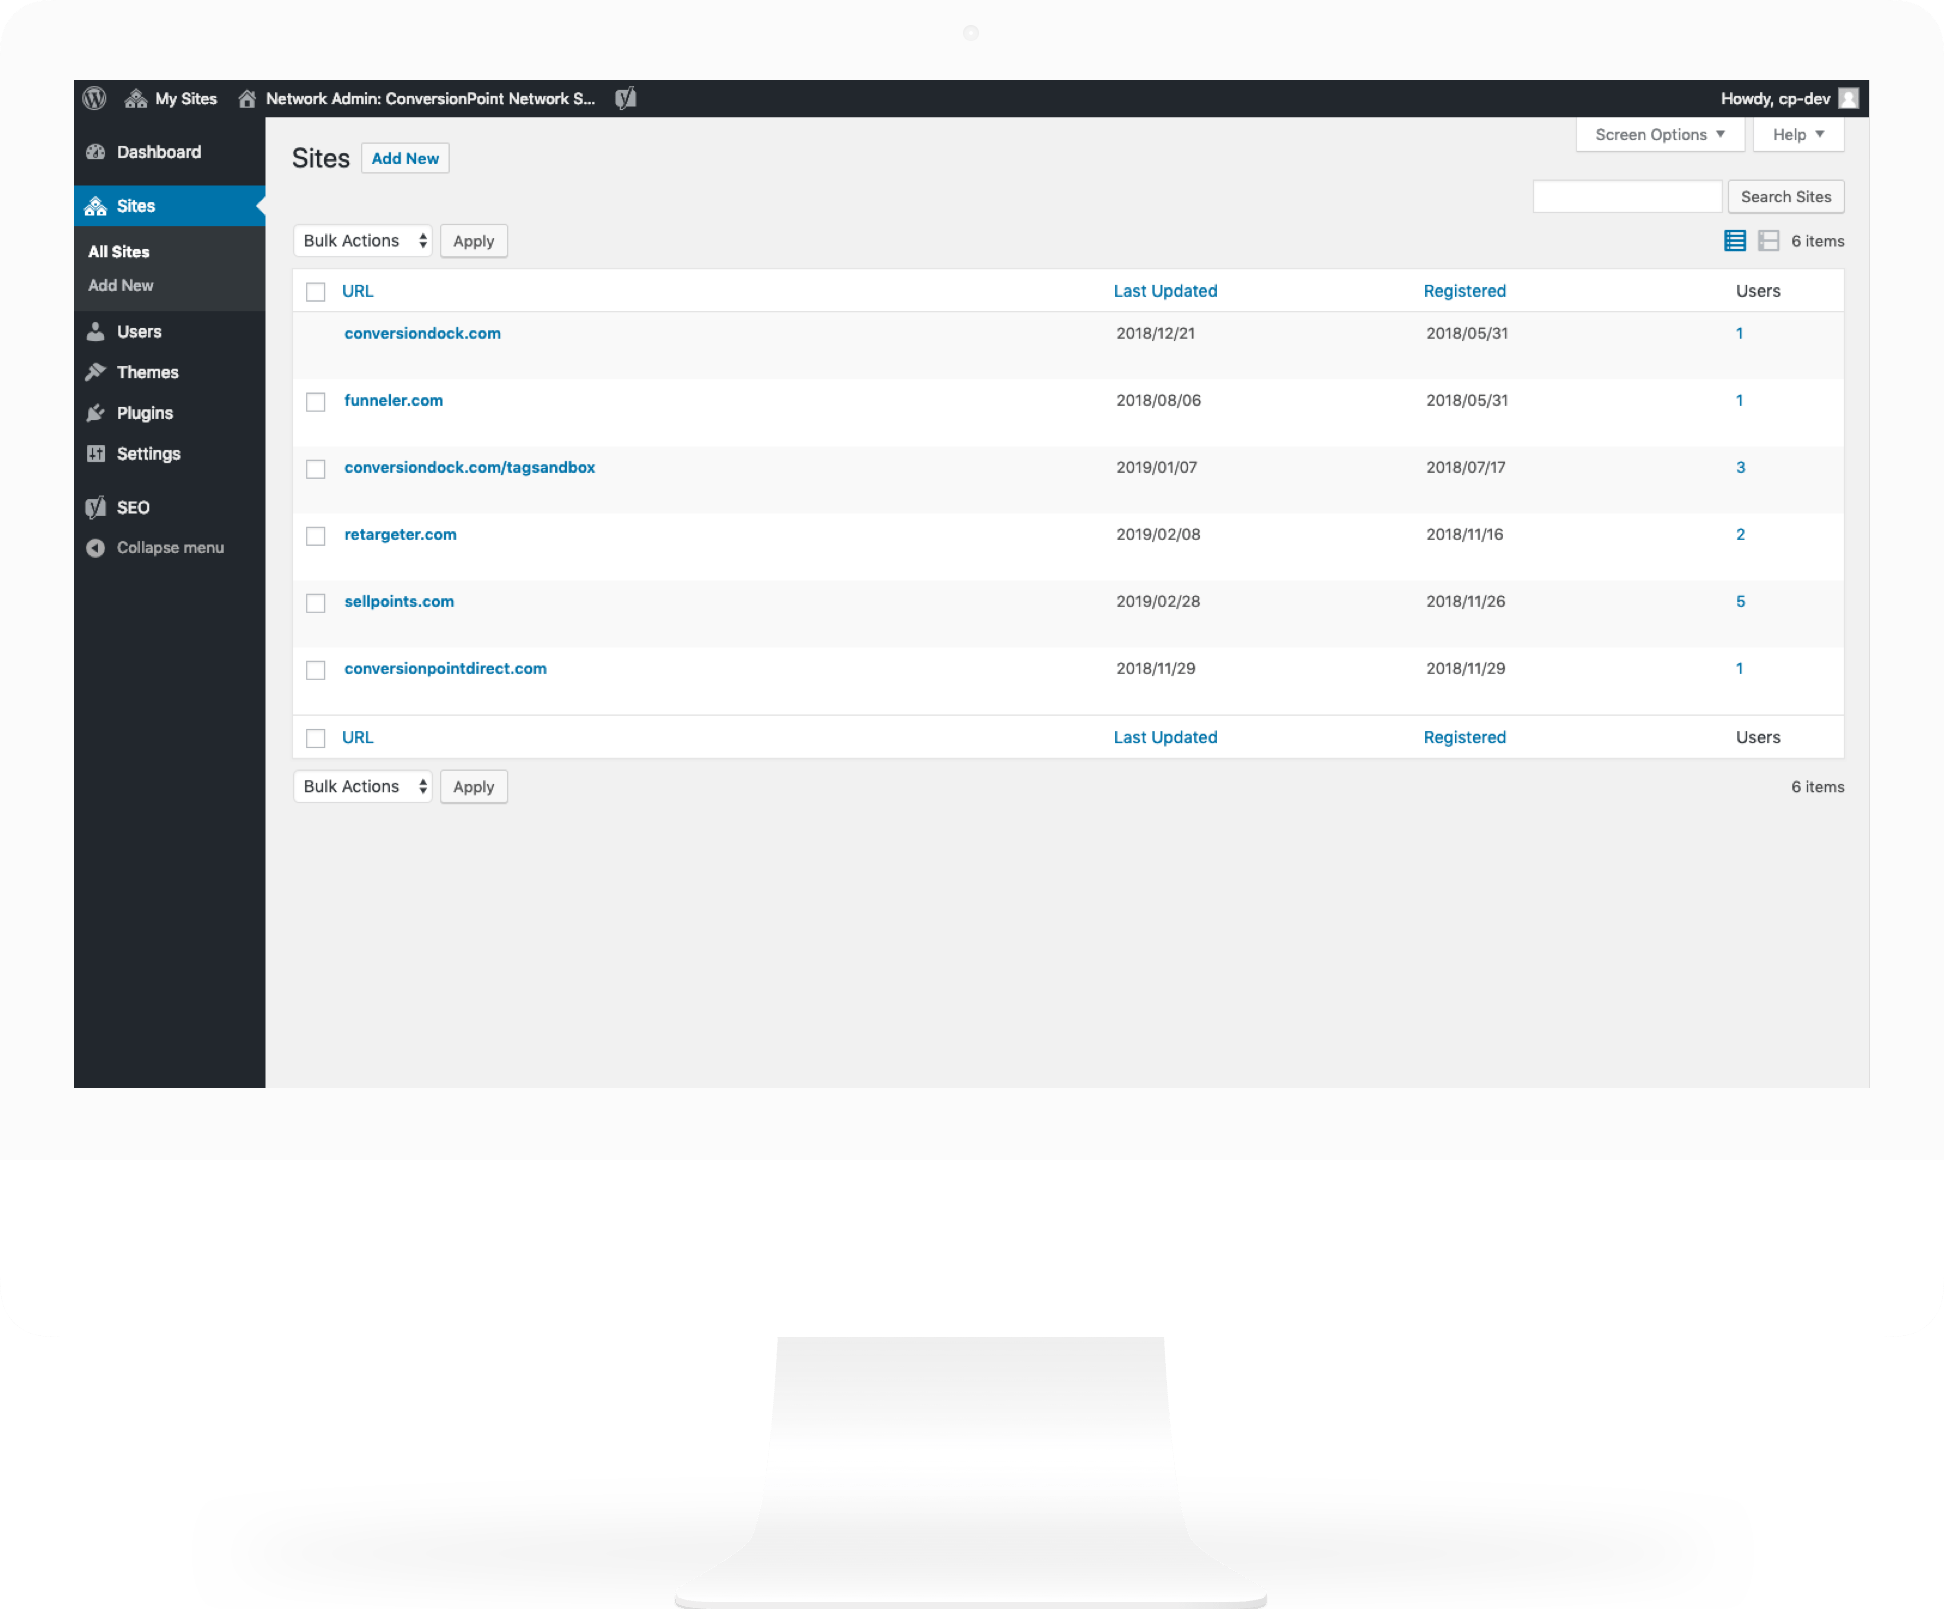 My Sites Network Admin: ConversionPoint Network S... Howdy, cp-dev
Dashboard
Sites
All Sites
Add New
Users
Themes
Plugins
Settings
SEO
Collapse menu
Screen Options Help
Sites Add New
Search Sites
Bulk Actions Apply 6 items
URL Last Updated Registered Users
conversiondock.com 2018/12/21 2018/05/31 1
funneler.com 2018/08/06 2018/05/31 1
conversiondock.com/tagsandbox 2019/01/07 2018/07/17 3
retargeter.com 2019/02/08 2018/11/16 2
sellpoints.com 2019/02/28 2018/11/26 5
conversionpointdirect.com 2018/11/29 2018/11/29 1
URL Last Updated Registered Users
Bulk Actions Apply 6 items